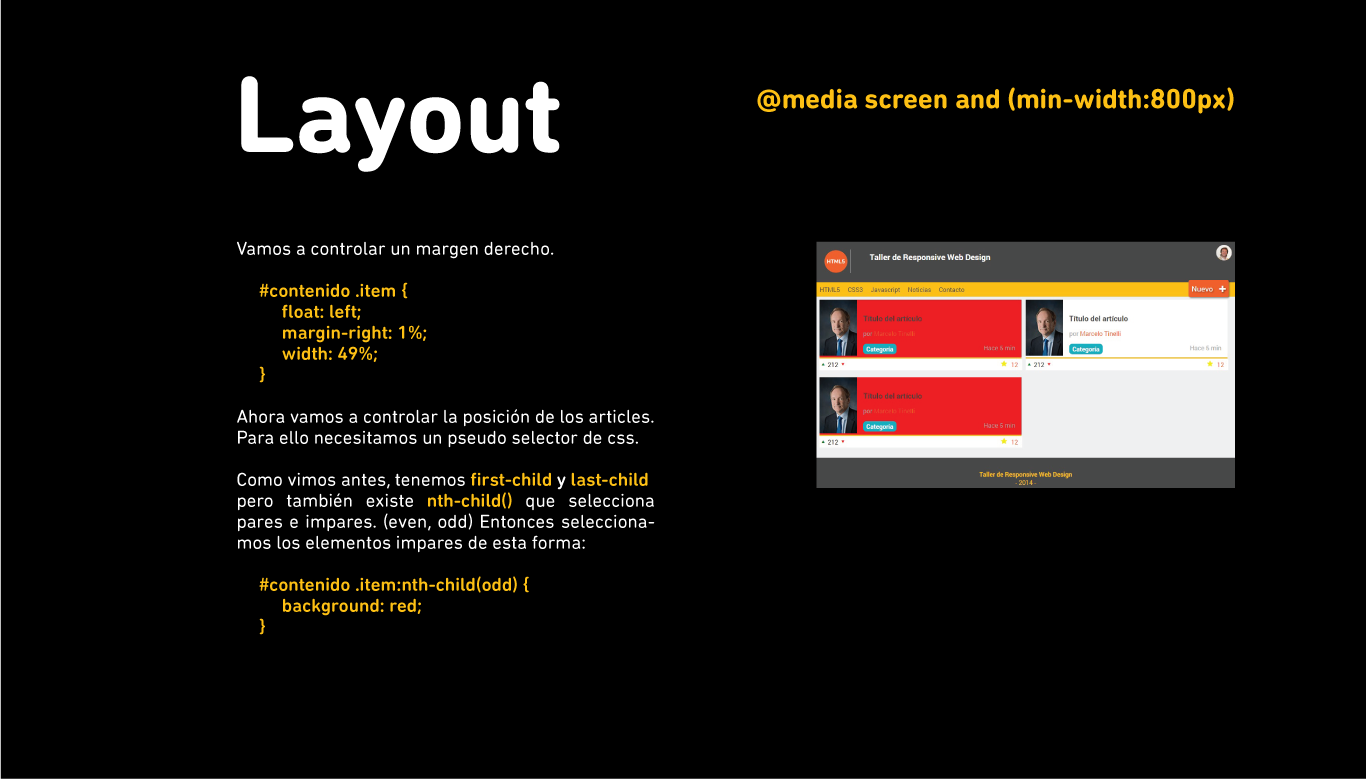 Layout
@media screen and (min-width:800px)
Vamos a controlar un margen derecho.
#contenido .item {
float: left;
margin-right: 1%;
width: 49%;
}
Ahora vamos a controlar la posición de los articles.
Para ello necesitamos un pseudo selector de css.
Como vimos antes, tenemos first-child y last-child
pero también existe nth-child() que selecciona
pares e impares. (even, odd) Entonces selecciona-
mos los elementos impares de esta forma:
#contenido .item:nth-child(odd) {
background: red;
}
HTML5
Taller de Responsive Web Design
HTML5 CSS3 Javascript Noticias Contacto
Nuevo +
Título del artículo
por Marcelo Tinelli
Categoría Hace 5 min
212 12
Título del artículo
por Marcelo Tinelli
Categoría Hace 5 min
212 12
Título del artículo
por Marcelo Tinelli
Categoría Hace 5 min
212 12
Taller de Responsive Web Design
- 2014 -